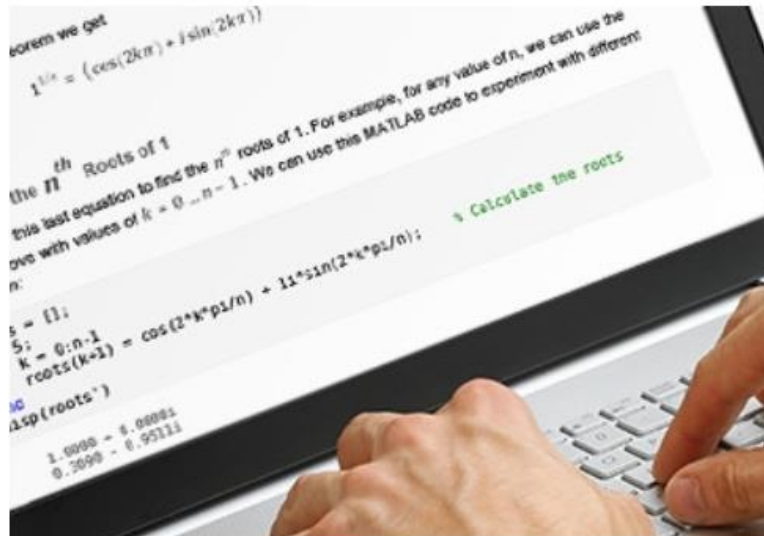 eorem we get
1^{1/n} = (cos(2kπ) + i sin(2kπ))
the n^{th} Roots of 1
this last equation to find the n^{th} roots of 1. For example, for any value of n, we can use the
ove with values of k = 0 ... n − 1. We can use this MATLAB code to experiment with different
n:
s = [];
5;
k = 0:n-1
roots(k+1) = cos(2*k*pi/n) + 1i*sin(2*k*pi/n); % Calculate the roots
disp(roots')
1.0000 - 0.0000i
0.3090 - 0.9511i